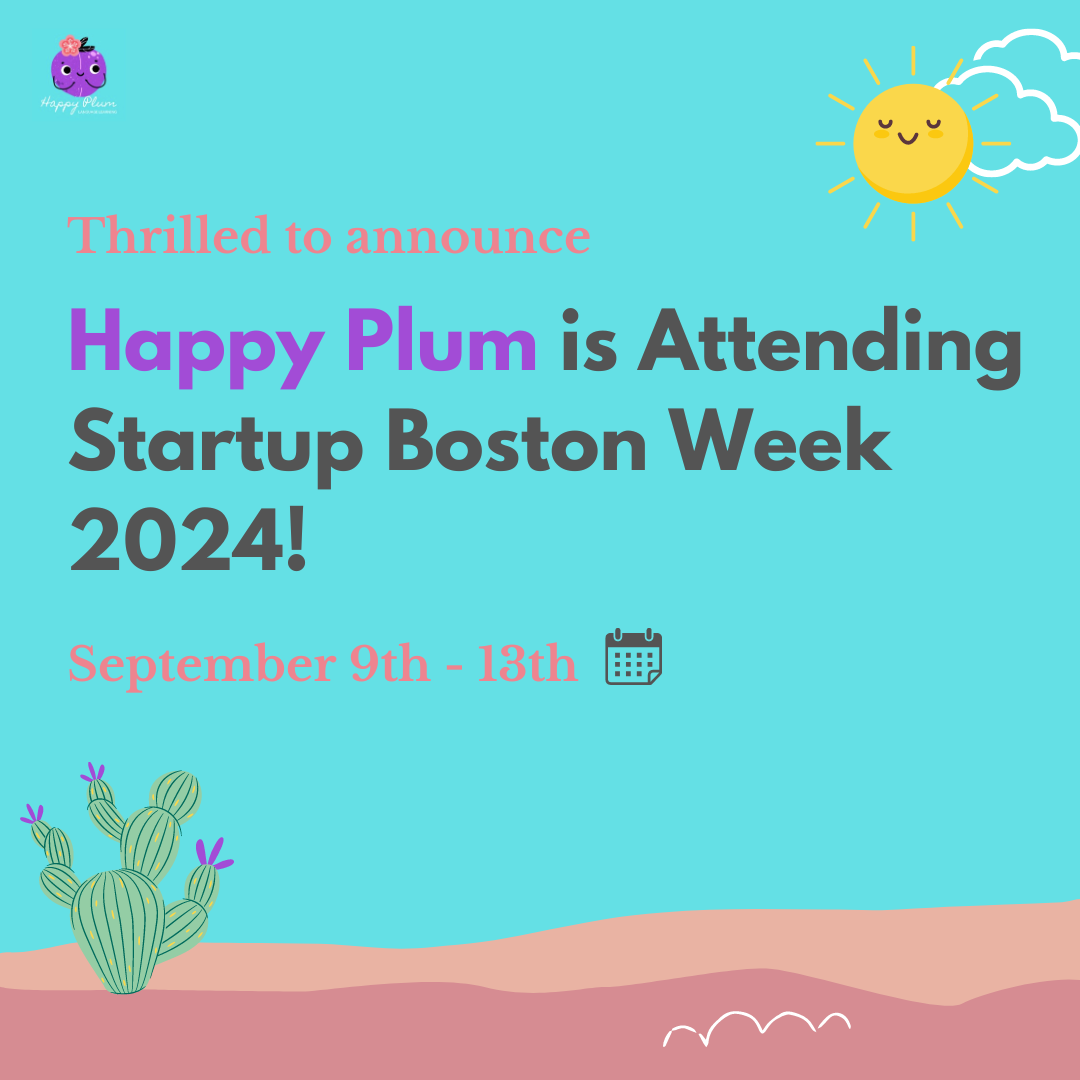 Happy Plum
Thrilled to announce
Happy Plum is Attending
Startup Boston Week
2024!
September 9th - 13th